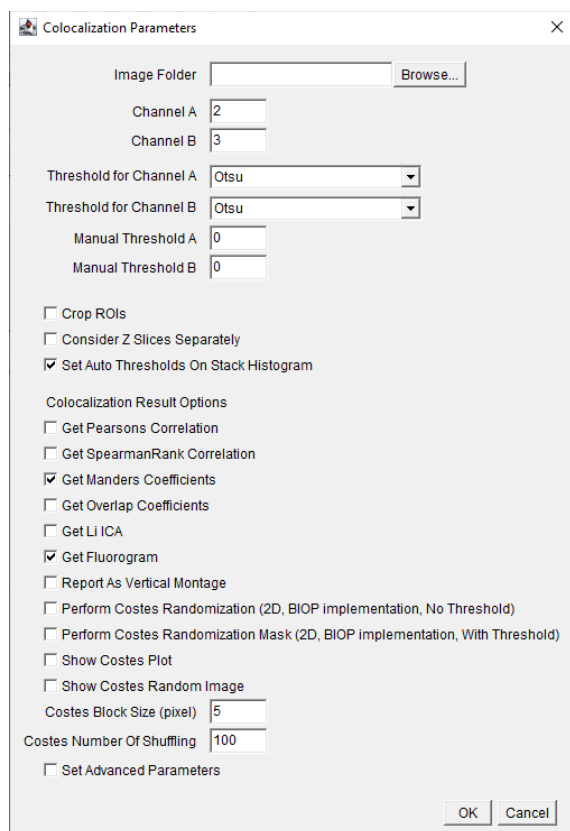 Colocalization Parameters
Image Folder Browse...
Channel A 2
Channel B 3
Threshold for Channel A Otsu
Threshold for Channel B Otsu
Manual Threshold A 0
Manual Threshold B 0
Crop ROIs
Consider Z Slices Separately
Set Auto Thresholds On Stack Histogram
Colocalization Result Options
Get Pearsons Correlation
Get SpearmanRank Correlation
Get Manders Coefficients
Get Overlap Coefficients
Get Li ICA
Get Fluorogram
Report As Vertical Montage
Perform Costes Randomization (2D, BIOP implementation, No Threshold)
Perform Costes Randomization Mask (2D, BIOP implementation, With Threshold)
Show Costes Plot
Show Costes Random Image
Costes Block Size (pixel) 5
Costes Number Of Shuffling 100
Set Advanced Parameters
OK Cancel